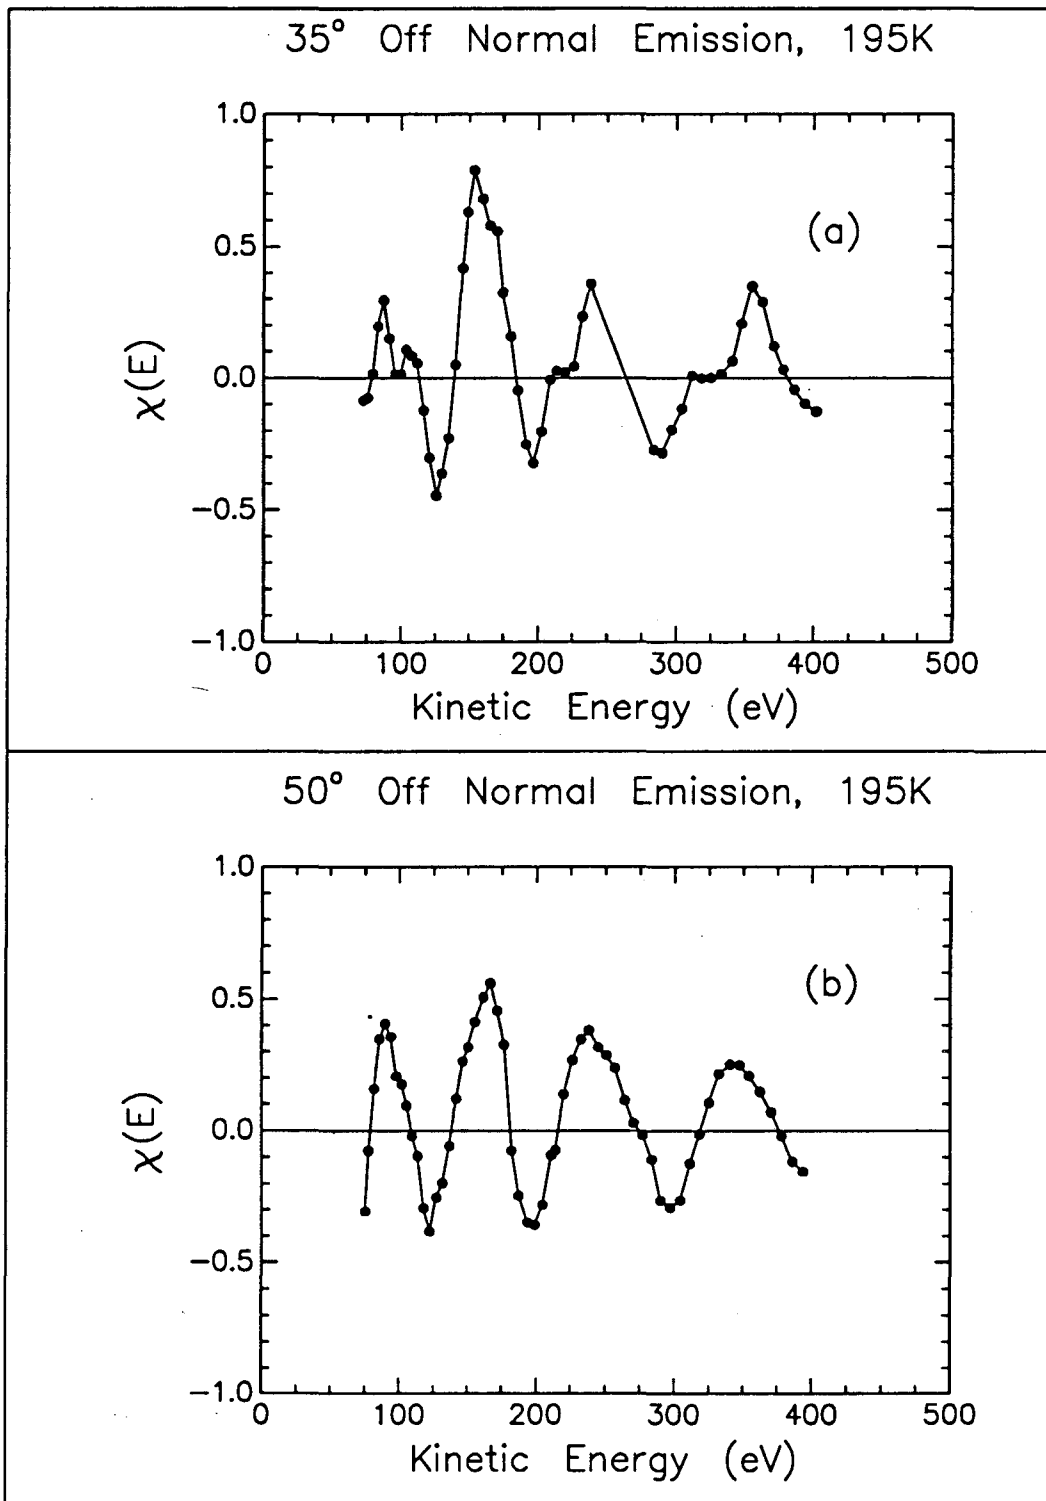 35° Off Normal Emission, 195K
1.0
0.5
0.0
−0.5
−1.0
χ(E)
(a)
0 100 200 300 400 500
Kinetic Energy (eV)
50° Off Normal Emission, 195K
1.0
0.5
0.0
−0.5
−1.0
χ(E)
(b)
0 100 200 300 400 500
Kinetic Energy (eV)